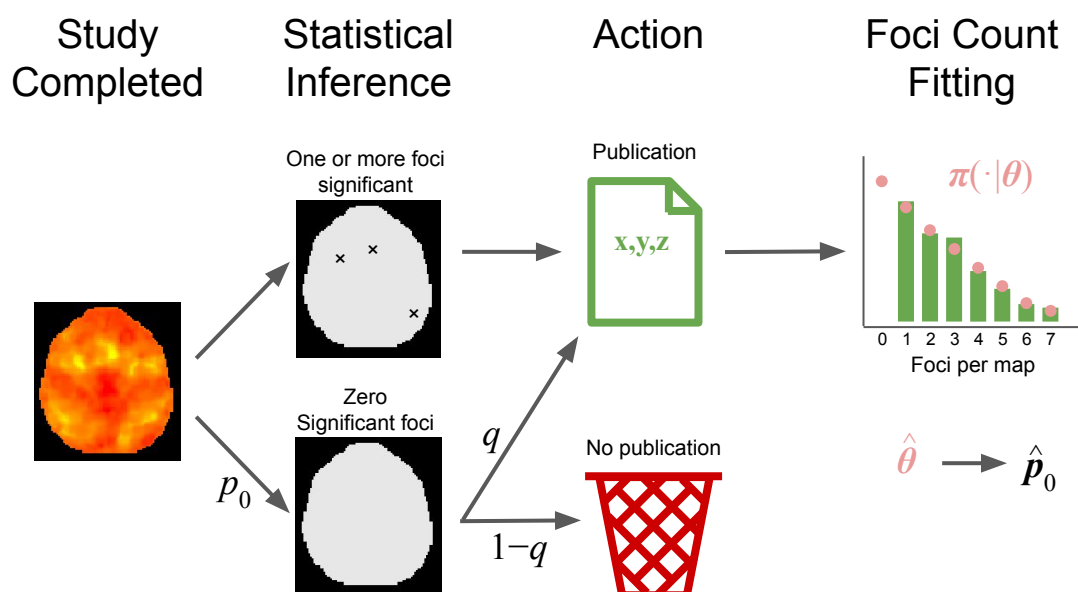 Study
Completed
Statistical
Inference
Action
Foci Count
Fitting
One or more foci
significant
Publication
x,y,z
π(·|θ)
0 1 2 3 4 5 6 7
Foci per map
Zero
Significant foci
p₀
q
1−q
No publication
θ̂
p̂₀